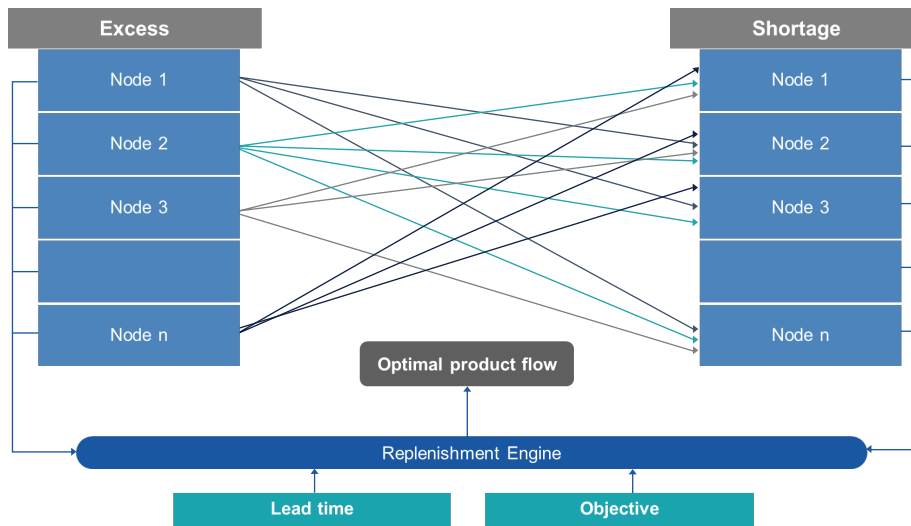 Excess
Shortage
Node 1
Node 1
Node 2
Node 2
Node 3
Node 3
Node n
Node n
Optimal product flow
Replenishment Engine
Lead time
Objective